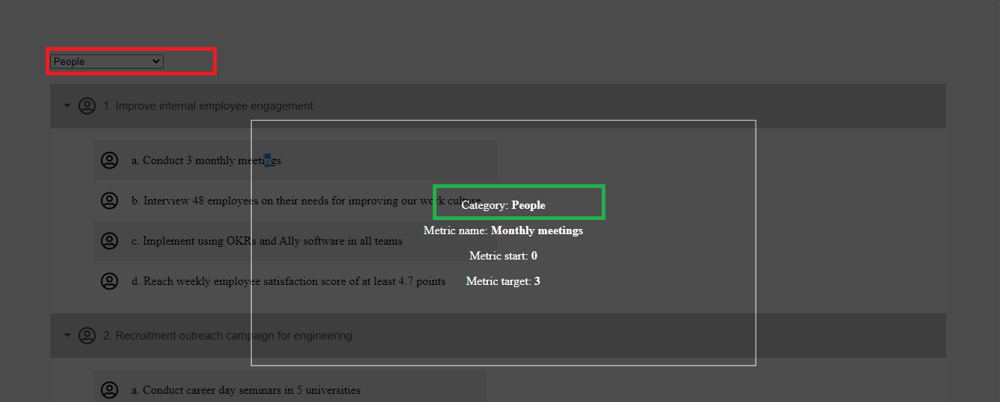 People
1. Improve internal employee engagement
a. Conduct 3 monthly meetings
b. Interview 48 employees on their needs for improving our work culture
Category: People
Metric name: Monthly meetings
c. Implement using OKRs and Ally software in all teams
Metric start: 0
d. Reach weekly employee satisfaction score of at least 4.7 points
Metric target: 3
2. Recruitment outreach campaign for engineering
a. Conduct career day seminars in 5 universities